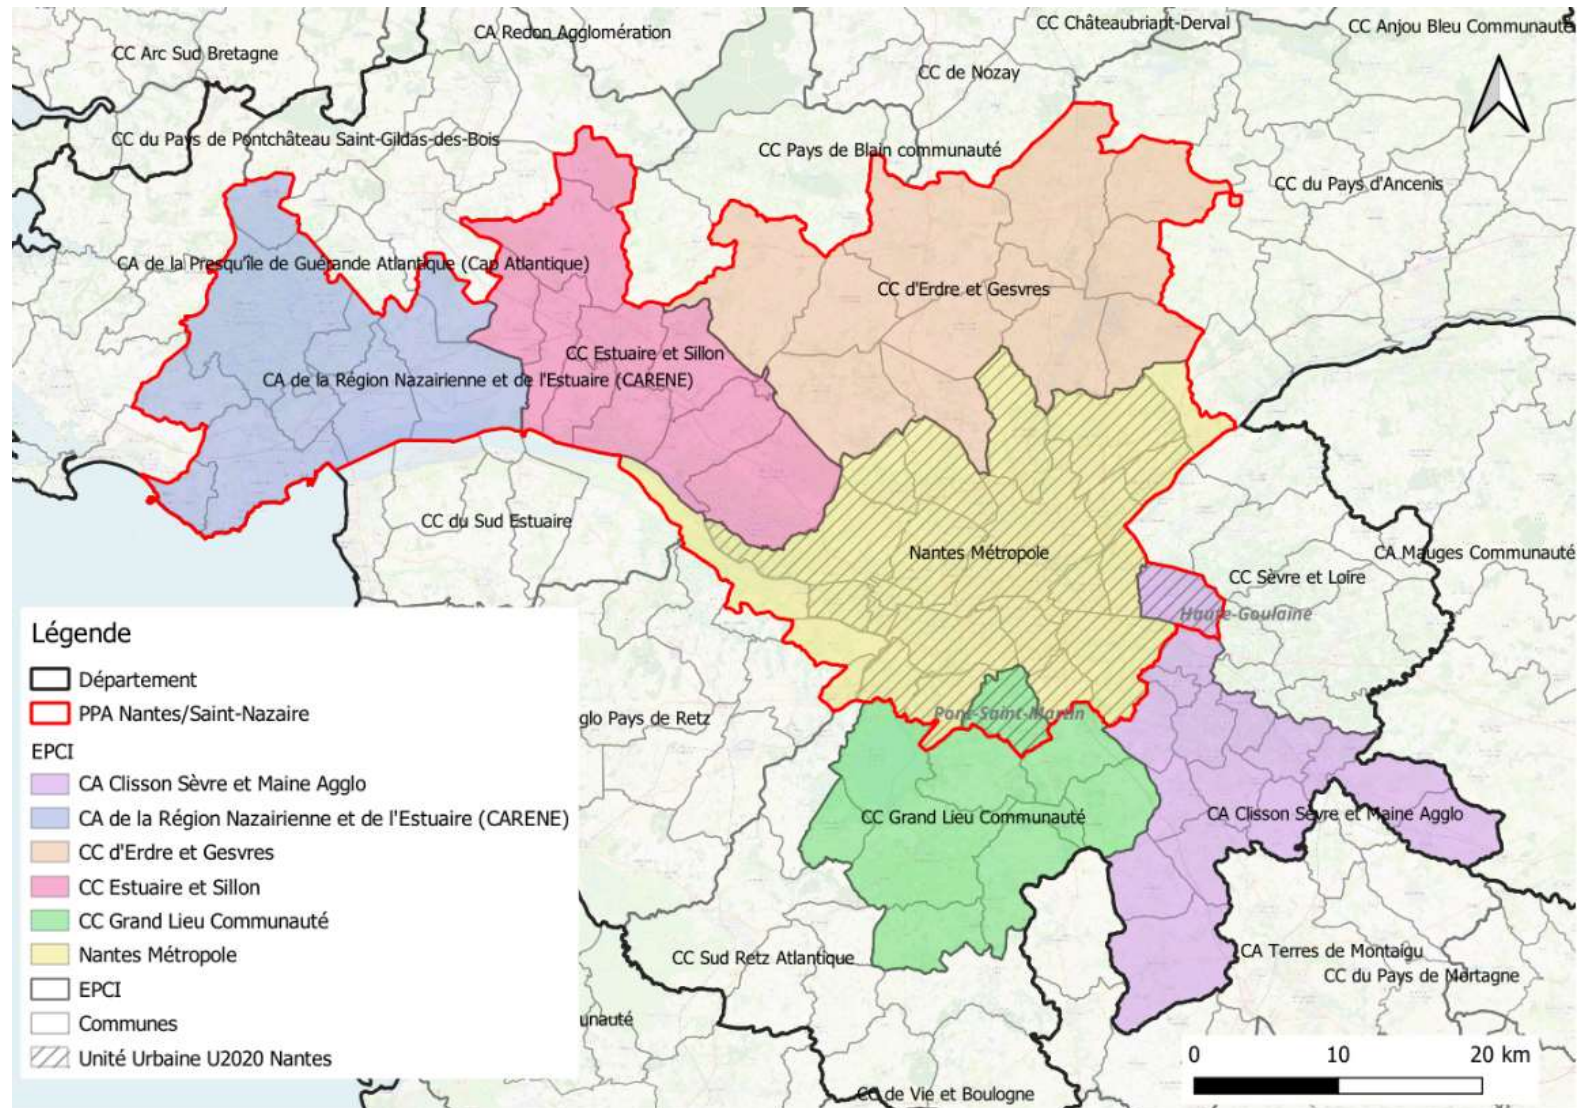 CC Châteaubriant-Derval
CC Anjou Bleu Communauté
CA Redon Agglomération
CC Arc Sud Bretagne
CC de Nozay
CC du Pays de Pontchâteau Saint-Gildas-des-Bois
CC Pays de Blain communauté
CC du Pays d'Ancenis
CA de la Presqu'île de Guérande Atlantique (Cap Atlantique)
CC d'Erdre et Gesvres
CC Estuaire et Sillon
CA de la Région Nazairienne et de l'Estuaire (CARENE)
CC du Sud Estuaire
Nantes Métropole
CA Mauges Communauté
CC Sèvre et Loire
Haute-Goulaine
Pont-Saint-Martin
glo Pays de Retz
CC Grand Lieu Communauté
CA Clisson Sèvre et Maine Agglo
CC Sud Retz Atlantique
CA Terres de Montaigu
CC du Pays de Mortagne
unauté
CC de Vie et Boulogne
Légende
Département
PPA Nantes/Saint-Nazaire
EPCI
CA Clisson Sèvre et Maine Agglo
CA de la Région Nazairienne et de l'Estuaire (CARENE)
CC d'Erdre et Gesvres
CC Estuaire et Sillon
CC Grand Lieu Communauté
Nantes Métropole
EPCI
Communes
Unité Urbaine U2020 Nantes
0 10 20 km